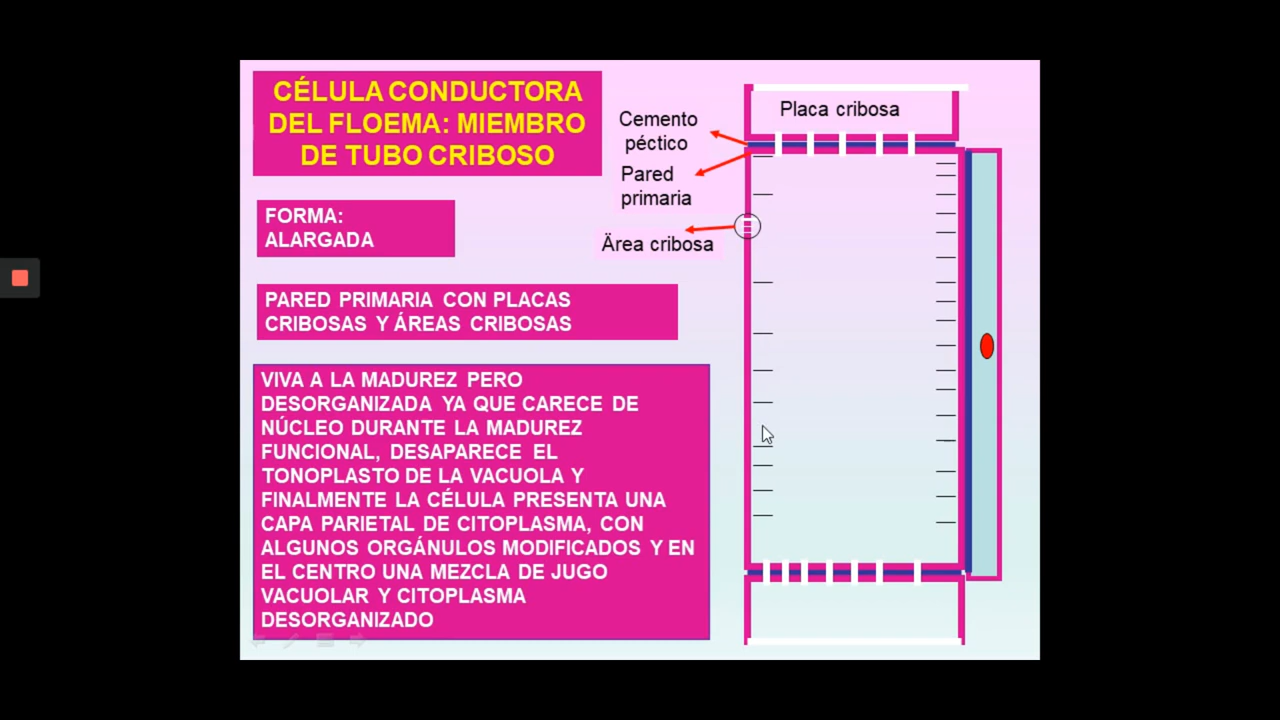 CÉLULA CONDUCTORA
DEL FLOEMA: MIEMBRO
DE TUBO CRIBOSO
FORMA:
ALARGADA
PARED PRIMARIA CON PLACAS
CRIBOSAS Y ÁREAS CRIBOSAS
VIVA A LA MADUREZ PERO
DESORGANIZADA YA QUE CARECE DE
NÚCLEO DURANTE LA MADUREZ
FUNCIONAL, DESAPARECE EL
TONOPLASTO DE LA VACUOLA Y
FINALMENTE LA CÉLULA PRESENTA UNA
CAPA PARIETAL DE CITOPLASMA, CON
ALGUNOS ORGÁNULOS MODIFICADOS Y EN
EL CENTRO UNA MEZCLA DE JUGO
VACUOLAR Y CITOPLASMA
DESORGANIZADO
Placa cribosa
Cemento
péctico
Pared
primaria
Ärea cribosa